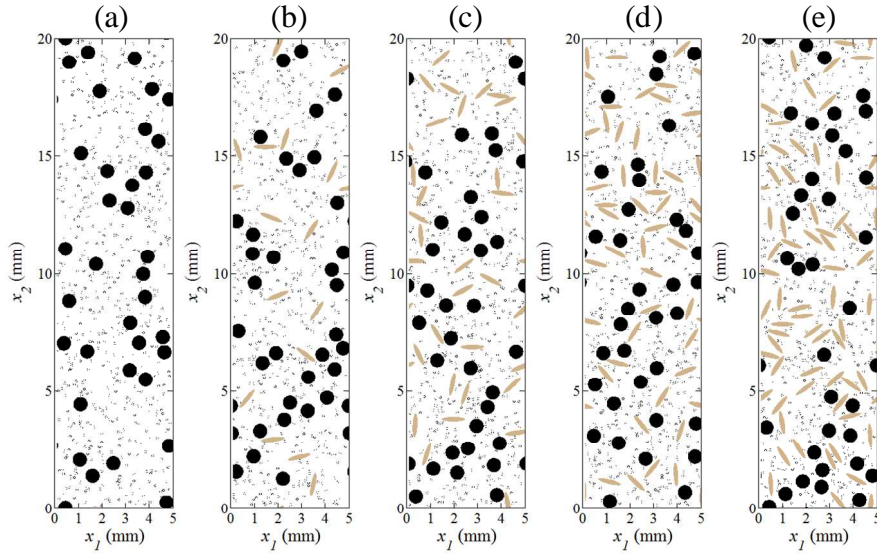 (a) (b) (c) (d) (e)
20 20 20 20 20
15 15 15 15 15
x2 (mm) x2 (mm) x2 (mm) x2 (mm) x2 (mm)
10 10 10 10 10
5 5 5 5 5
0 0 0 0 0
0 1 2 3 4 5 0 1 2 3 4 5 0 1 2 3 4 5 0 1 2 3 4 5 0 1 2 3 4 5
x1 (mm) x1 (mm) x1 (mm) x1 (mm) x1 (mm)